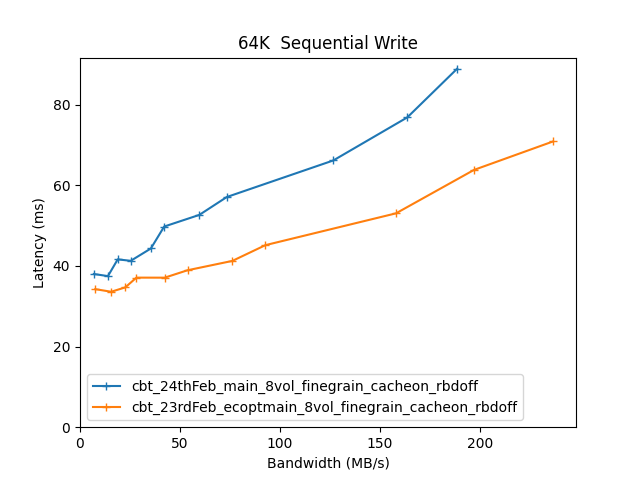 64K  Sequential Write
Latency (ms)
80
60
40
20
0
cbt_24thFeb_main_8vol_finegrain_cacheon_rbdoff
cbt_23rdFeb_ecoptmain_8vol_finegrain_cacheon_rbdoff
0 50 100 150 200
Bandwidth (MB/s)